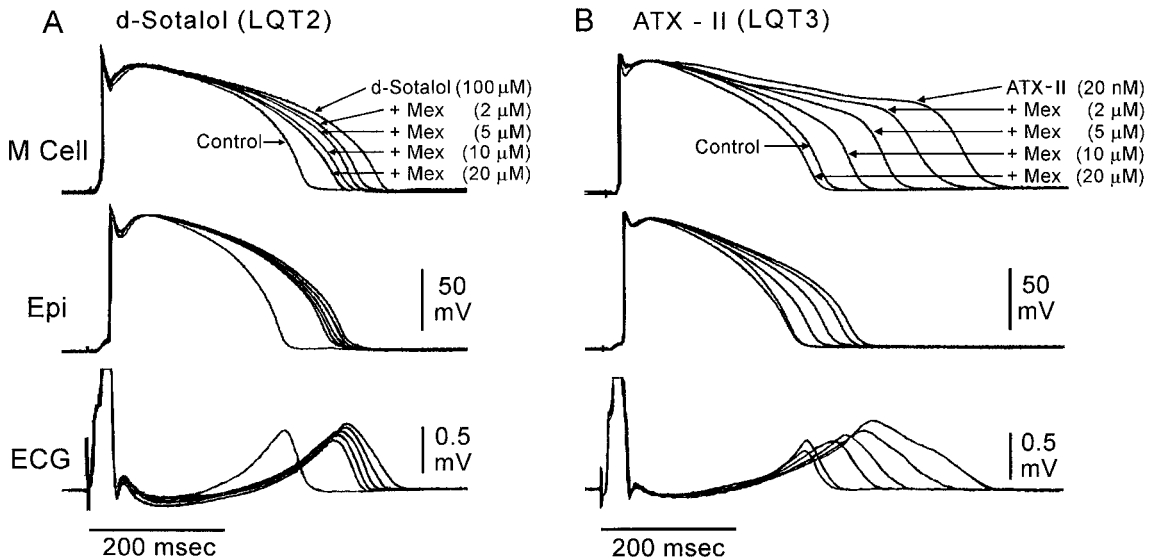 A d-Sotalol (LQT2)
M Cell
Control
d-Sotalol (100 µM)
+ Mex (2 µM)
+ Mex (5 µM)
+ Mex (10 µM)
+ Mex (20 µM)
Epi
50
mV
ECG
0.5
mV
200 msec
B ATX - II (LQT3)
Control
ATX-II (20 nM)
+ Mex (2 µM)
+ Mex (5 µM)
+ Mex (10 µM)
+ Mex (20 µM)
50
mV
0.5
mV
200 msec